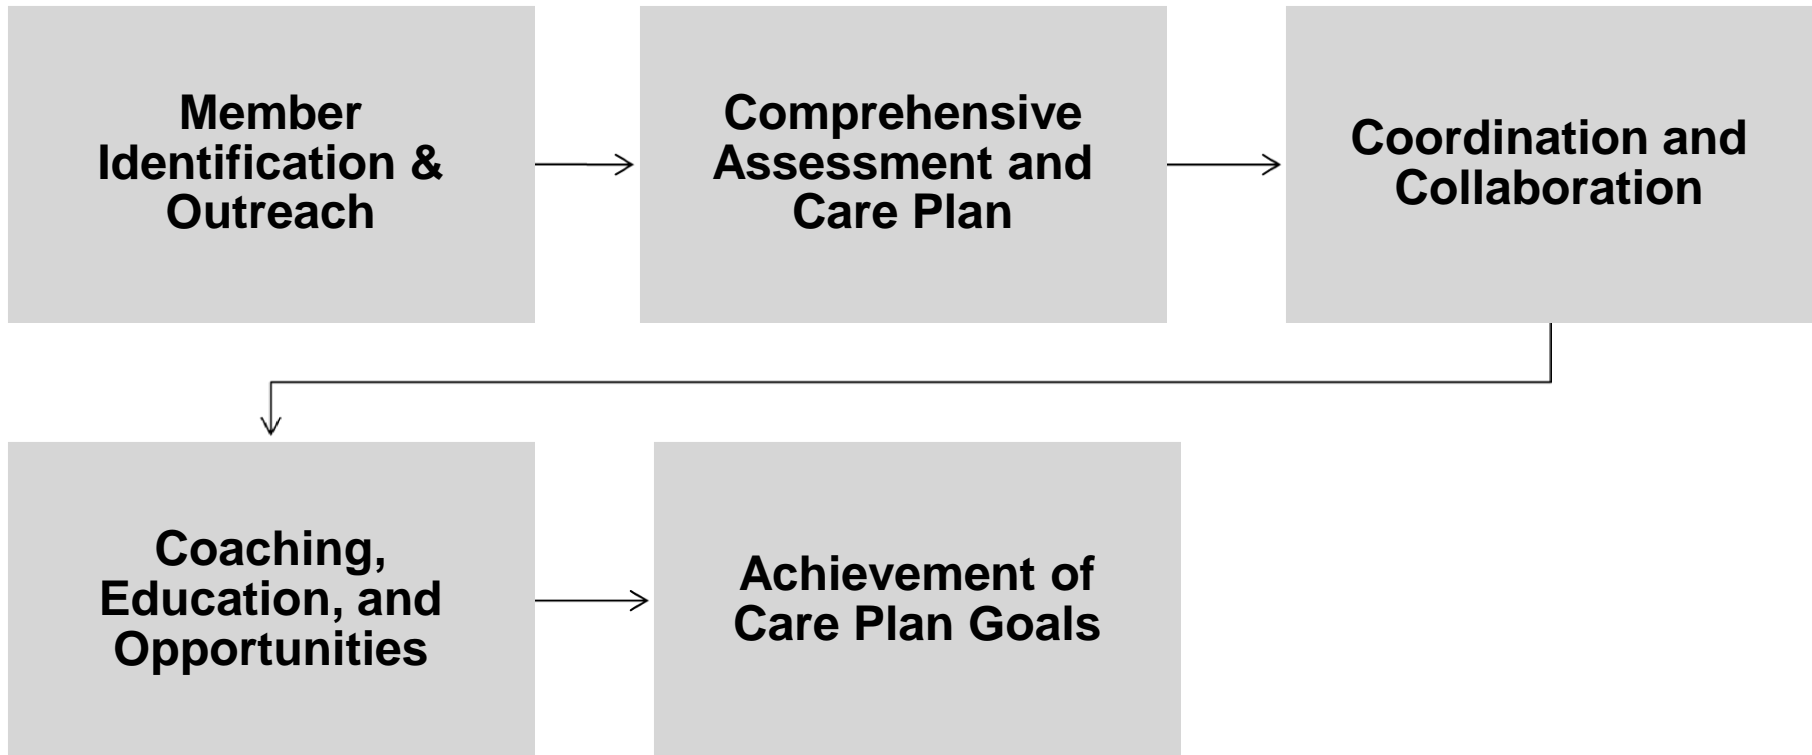 Member
Identification &
Outreach
Comprehensive
Assessment and
Care Plan
Coordination and
Collaboration
Coaching,
Education, and
Opportunities
Achievement of
Care Plan Goals